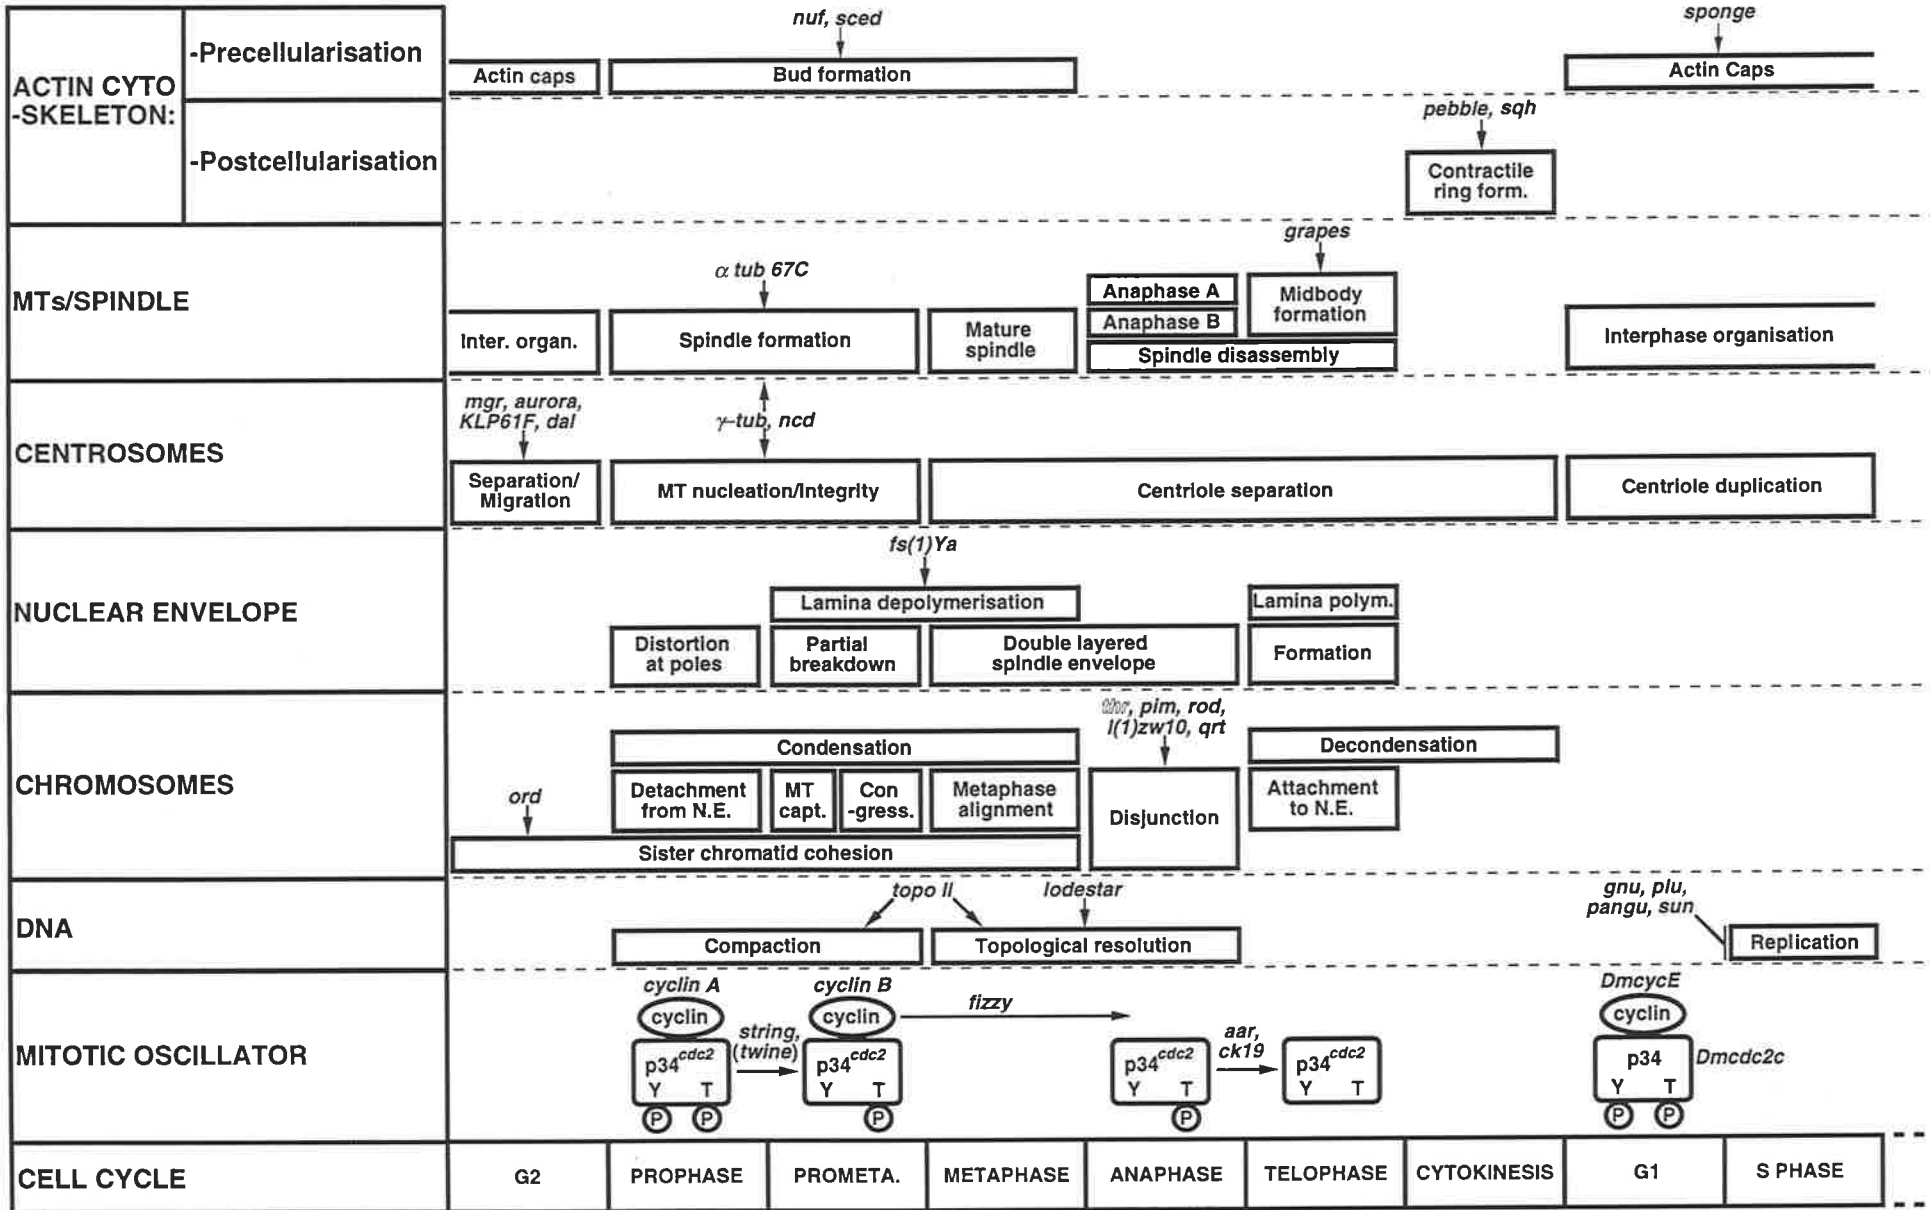 nuf, sced
sponge
ACTIN CYTO
-SKELETON:
-Precellularisation
Actin caps
Bud formation
Actin Caps
-Postcellularisation
pebble, sqh
Contractile
ring form.
MTs/SPINDLE
grapes
α tub 67C
Inter. organ.
Spindle formation
Mature
spindle
Anaphase A
Anaphase B
Spindle disassembly
Midbody
formation
Interphase organisation
CENTROSOMES
mgr, aurora,
KLP61F, dal
γ-tub, ncd
Separation/
Migration
MT nucleation/Integrity
Centriole separation
Centriole duplication
NUCLEAR ENVELOPE
fs(1)Ya
Lamina depolymerisation
Lamina polym.
Distortion
at poles
Partial
breakdown
Double layered
spindle envelope
Formation
CHROMOSOMES
thr, pim, rod,
l(1)zw10, qrt
Condensation
Decondensation
ord
Detachment
from N.E.
MT
capt.
Con
-gress.
Metaphase
alignment
Disjunction
Attachment
to N.E.
Sister chromatid cohesion
DNA
topo II
lodestar
gnu, plu,
pangu, sun
Compaction
Topological resolution
Replication
MITOTIC OSCILLATOR
cyclin A
cyclin
p34cdc2
Y T
P P
string,
(twine)
cyclin B
cyclin
p34cdc2
Y T
P
fizzy
p34cdc2
Y T
P
aar,
ck19
p34cdc2
Y T
DmcycE
cyclin
p34
Y T
P P
Dmcdc2c
CELL CYCLE
G2
PROPHASE
PROMETA.
METAPHASE
ANAPHASE
TELOPHASE
CYTOKINESIS
G1
S PHASE